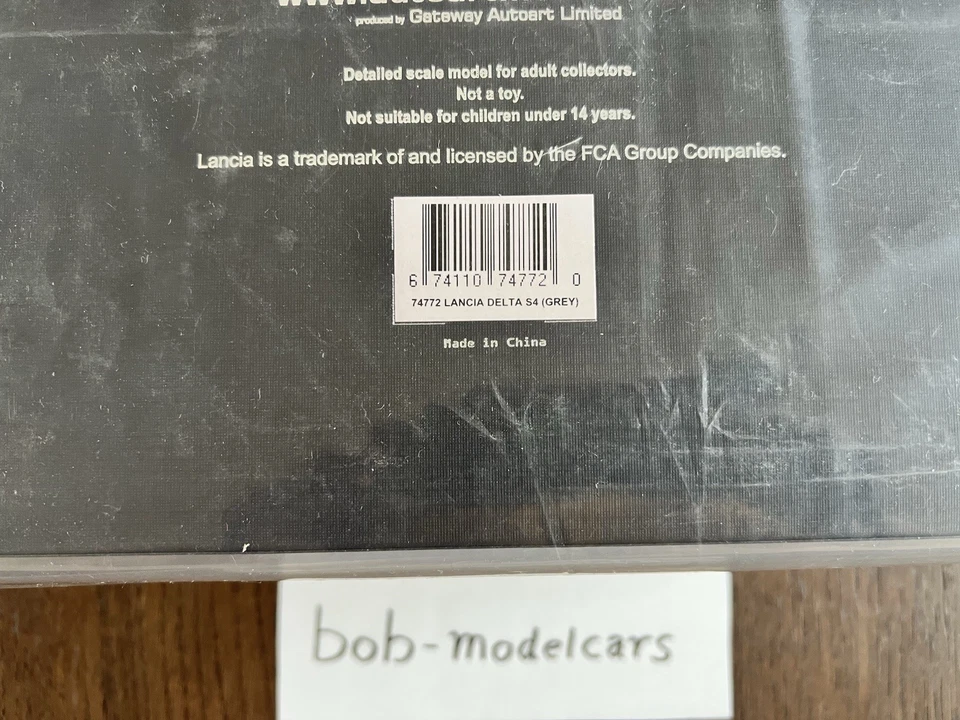 produced by Gateway Autoart Limited
Detailed scale model for adult collectors.
Not a toy.
Not suitable for children under 14 years.
Lancia is a trademark of and licensed by the FCA Group Companies.
6 74110 74772 0
74772 LANCIA DELTA S4 (GREY)
Made in China
bob-modelcars